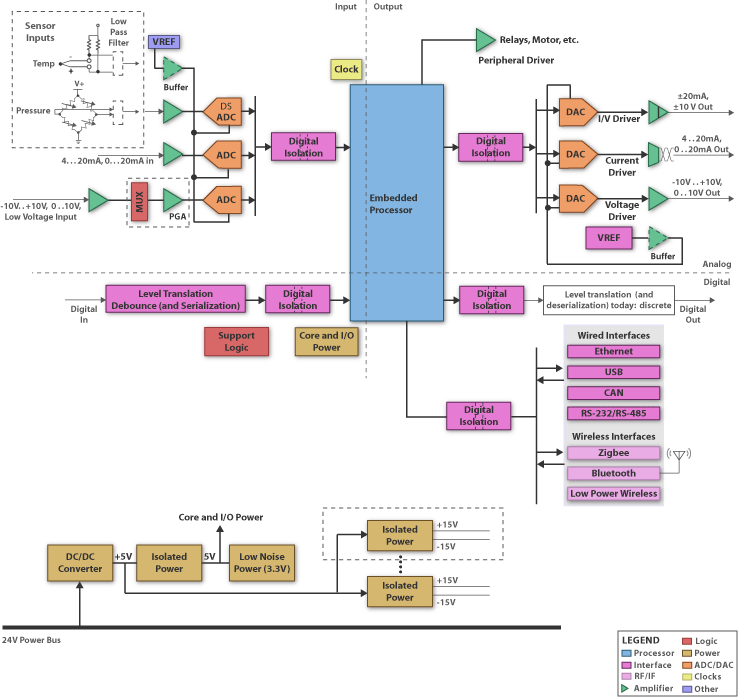 Input
Output
Sensor
Inputs
Low
Pass
Filter
Temp
-
+
V+
Pressure
VREF
Buffer
Clock
Relays, Motor, etc.
Peripheral Driver
DS
ADC
ADC
ADC
4...20mA, 0...20mA in
-10V..+10V, 0..10V,
Low Voltage Input
MUX
PGA
Digital
Isolation
Embedded
Processor
Digital
Isolation
DAC
I/V Driver
±20mA,
±10 V Out
DAC
Current
Driver
4 ..20mA,
0 ..20mA Out
DAC
Voltage
Driver
-10V ..+10V,
0 ..10V Out
VREF
Buffer
Analog
Digital
Digital
In
Level Translation
Debounce (and Serialization)
Digital
Isolation
Digital
Isolation
Level translation (and
deserialization) today: discrete
Digital
Out
Support
Logic
Core and I/O
Power
Digital
Isolation
Wired Interfaces
Ethernet
USB
CAN
RS-232/RS-485
Wireless Interfaces
Zigbee
Bluetooth
Low Power Wireless
Core and I/O Power
DC/DC
Converter
+5V
Isolated
Power
5V
Low Noise
Power (3.3V)
Isolated
Power
+15V
-15V
Isolated
Power
+15V
-15V
24V Power Bus
LEGEND
Processor
Interface
RF/IF
Amplifier
Logic
Power
ADC/DAC
Clocks
Other